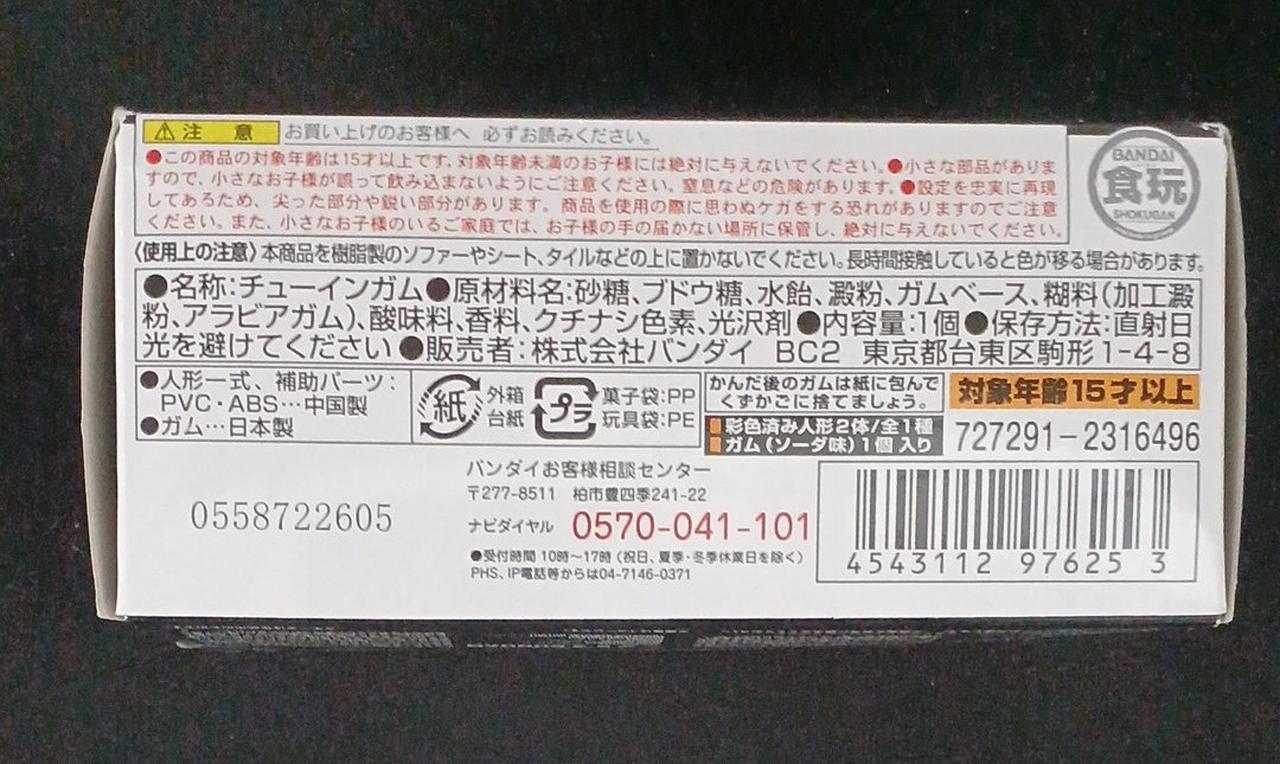 ⚠注 意 お買い上げのお客様へ 必ずお読みください。
●この商品の対象年齢は15才以上です。対象年齢未満のお子様には絶対に与えないでください。●小さな部品がありま
すので、小さなお子様が誤って飲み込まないようにご注意ください。窒息などの危険があります。●設定を忠実に再現
してあるため、尖った部分や鋭い部分があります。商品を使用の際に思わぬケガをする恐れがありますのでご注意
ください。また、小さなお子様のいるご家庭では、お子様の手の届かない場所に保管し、絶対に与えないでください。
BANDAI
食玩
SHOKUGAN
〈使用上の注意〉本商品を樹脂製のソファーやシート、タイルなどの上に置かないでください。長時間接触していると色が移る場合があります。
●名称:チューインガム●原材料名:砂糖、ブドウ糖、水飴、澱粉、ガムベース、糊料(加工澱
粉、アラビアガム)、酸味料、香料、クチナシ色素、光沢剤●内容量:1個●保存方法:直射日
光を避けてください●販売者:株式会社バンダイ BC2 東京都台東区駒形1-4-8
●人形一式、補助パーツ:
PVC・ABS…中国製
●ガム…日本製
紙
外箱
台紙
プラ
菓子袋:PP
玩具袋:PE
かんだ後のガムは紙に包んで
くずかごに捨てましょう。
彩色済み人形2体/全1種
ガム(ソーダ味)1個入り
対象年齢15才以上
727291-2316496
0558722605
バンダイお客様相談センター
〒277-8511 柏市豊四季241-22
ナビダイヤル 0570-041-101
●受付時間 10時〜17時(祝日、夏季・冬季休業日を除く)
PHS、IP電話等からは04-7146-0371
4543112 97625 3